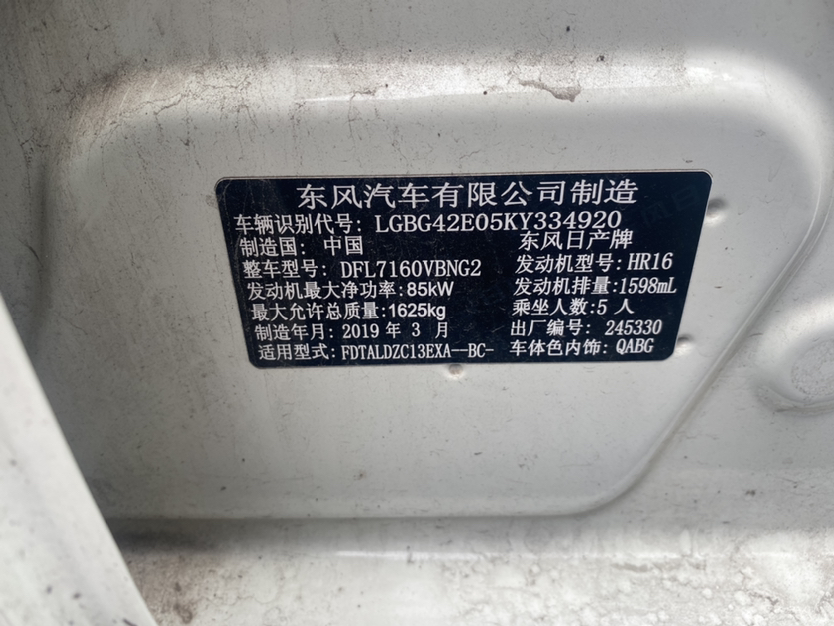 东风汽车有限公司制造
车辆识别代号: LGBG42E05KY334920
制造国: 中国 东风日产牌
整车型号: DFL7160VBNG2 发动机型号: HR16
发动机最大净功率: 85kW 发动机排量: 1598mL
最大允许总质量: 1625kg 乘坐人数: 5 人
制造年月: 2019 年 3 月 出厂编号: 245330
适用型式: FDTALDZC13EXA--BC- 车体色内饰: QABG